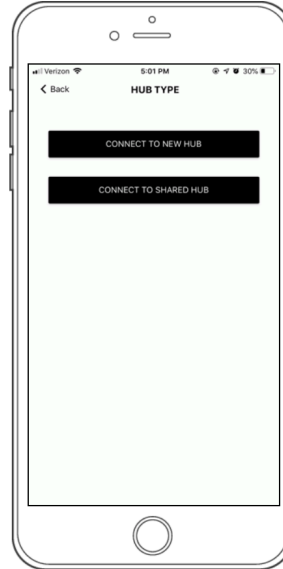 Verizon 5:01 PM 30%
Back HUB TYPE
CONNECT TO NEW HUB
CONNECT TO SHARED HUB